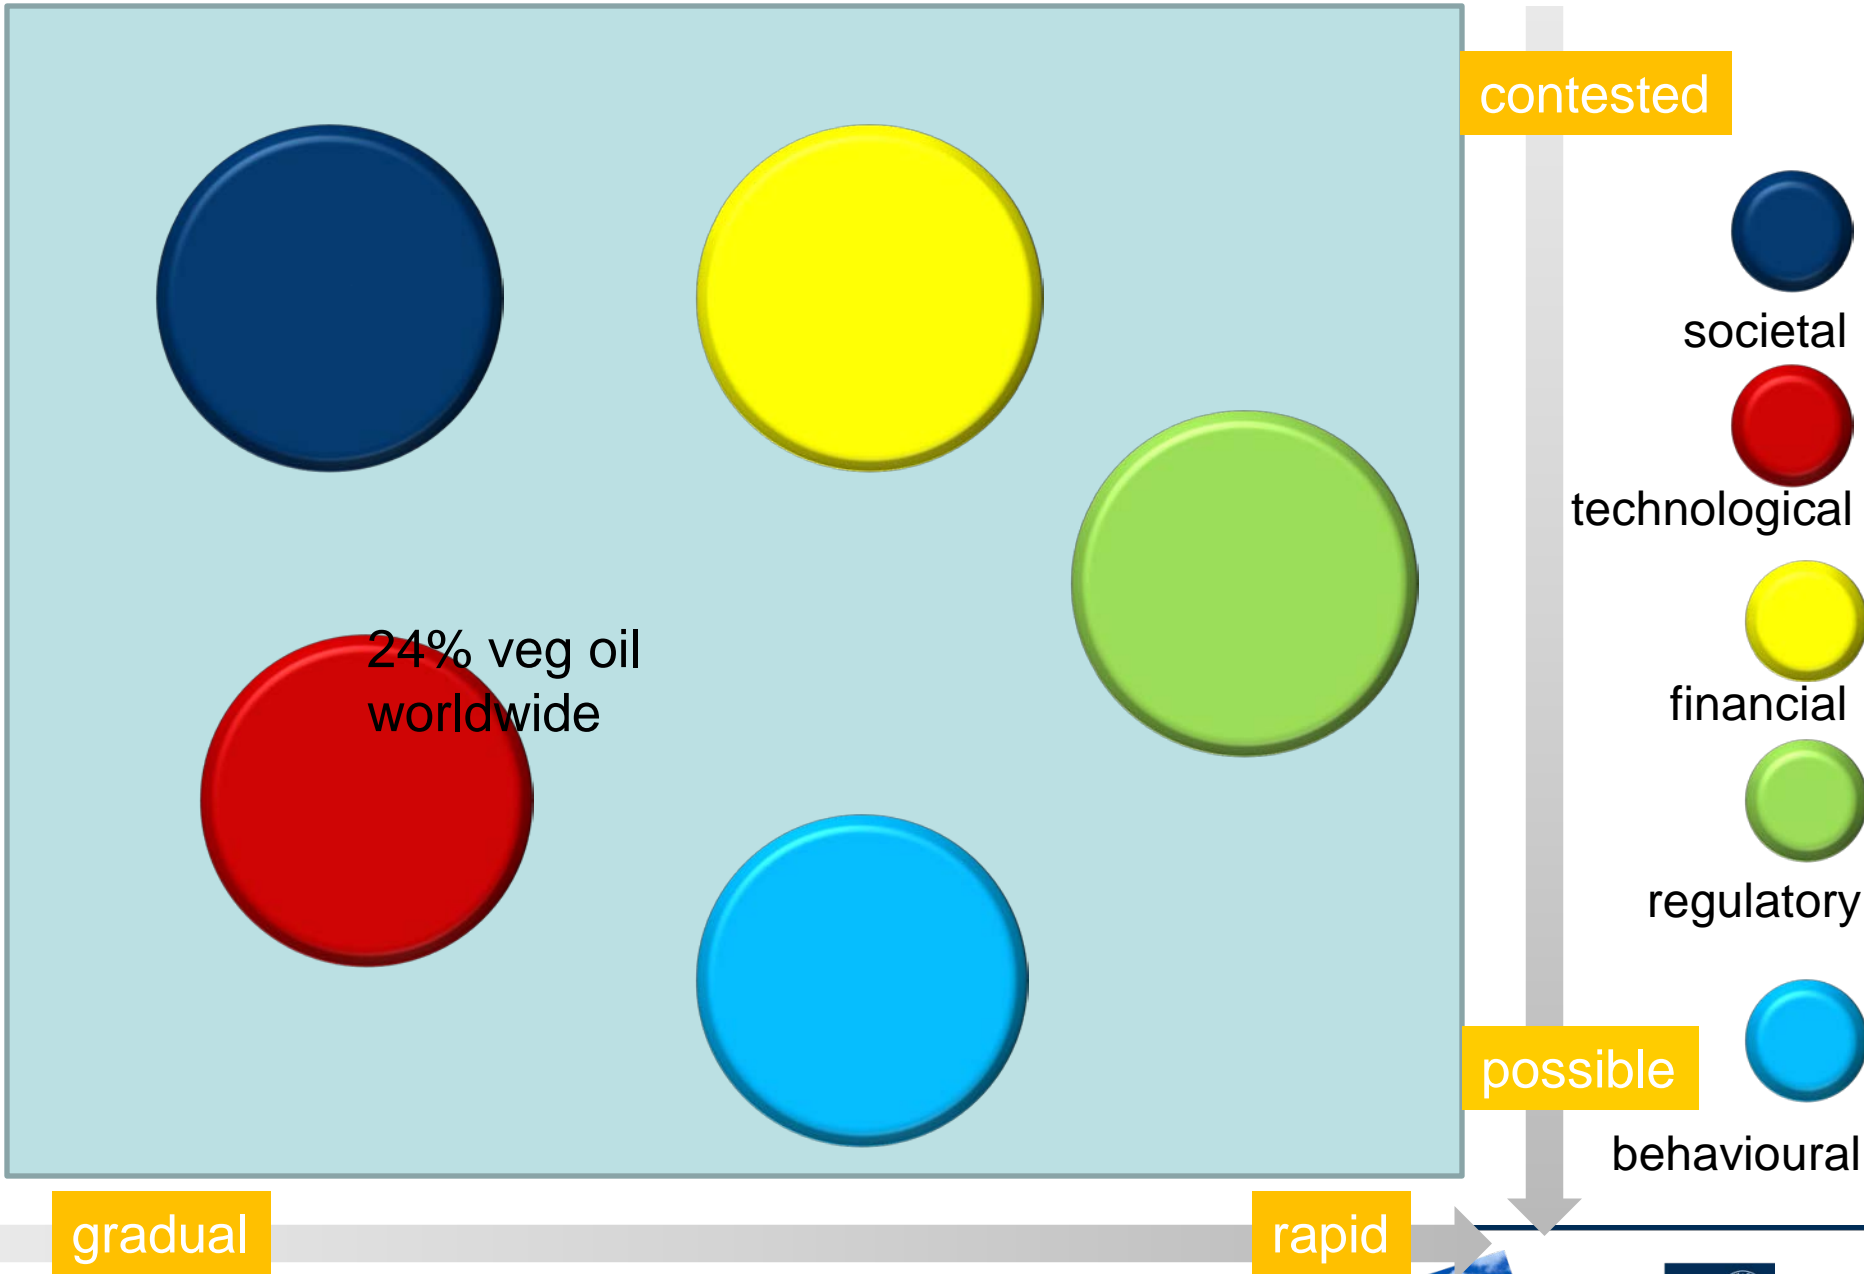 contested
societal
technological
24% veg oil
worldwide
financial
regulatory
possible
behavioural
gradual
rapid